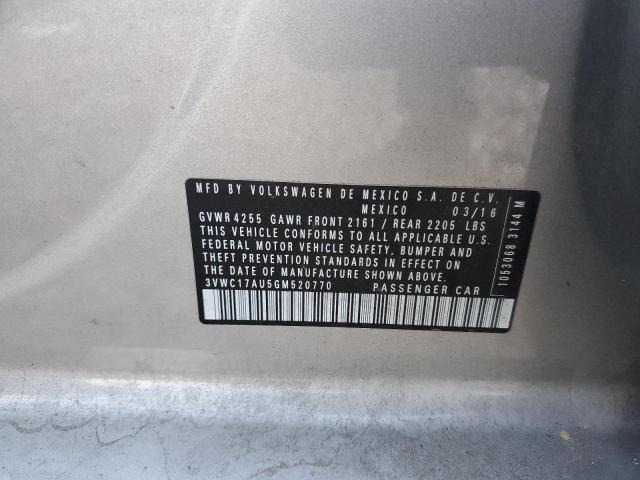 MFD BY VOLKSWAGEN DE MEXICO S.A. DE C.V.
MEXICO 03/16
GVWR 4255 GAWR FRONT 2161 / REAR 2205 LBS
THIS VEHICLE CONFORMS TO ALL APPLICABLE U.S.
FEDERAL MOTOR VEHICLE SAFETY, BUMPER AND
THEFT PREVENTION STANDARDS IN EFFECT ON
THE DATE OF MANUFACTURE SHOWN ABOVE.
3VWC17AU5GM520770 PASSENGER CAR
1053068 3144 M